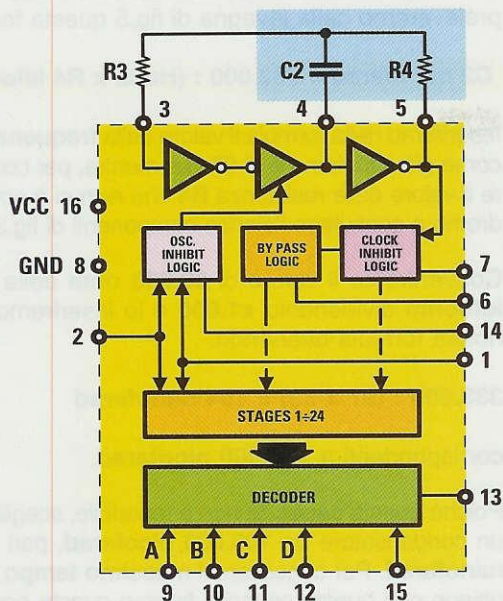 C2
R3
R4
3
4
5
VCC 16
GND 8
OSC. INHIBIT LOGIC
BY PASS LOGIC
CLOCK INHIBIT LOGIC
7
6
14
2
1
STAGES 1÷24
DECODER
13
A
B
C
D
9
10
11
12
15